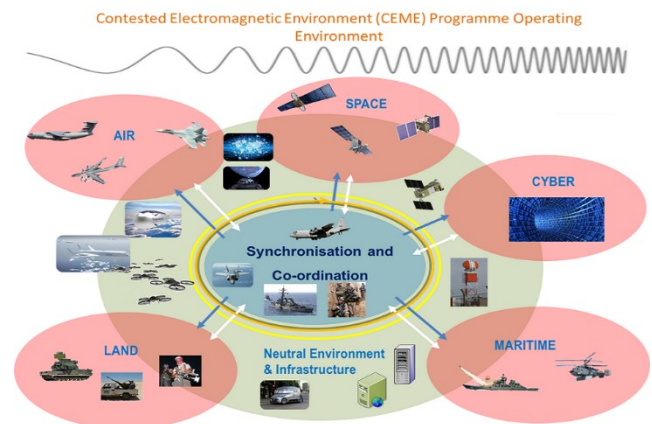 Contested Electromagnetic Environment (CEME) Programme Operating
Environment
SPACE
AIR
CYBER
Synchronisation and
Co-ordination
LAND
Neutral Environment
& Infrastructure
MARITIME